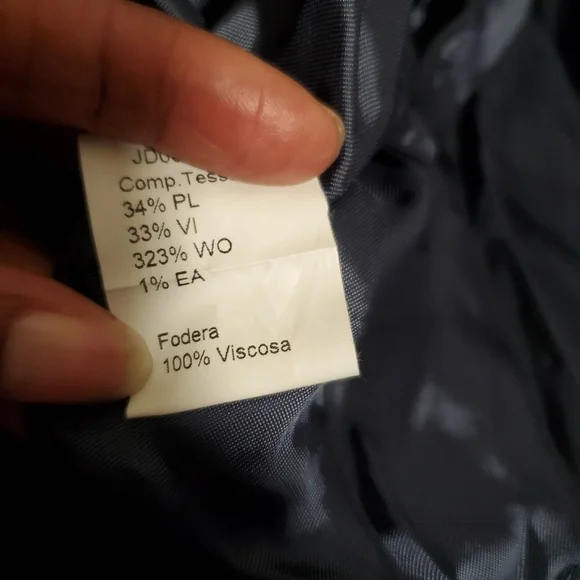 Comp.Tess
34% PL
33% VI
323% WO
1% EA
Fodera
100% Viscosa